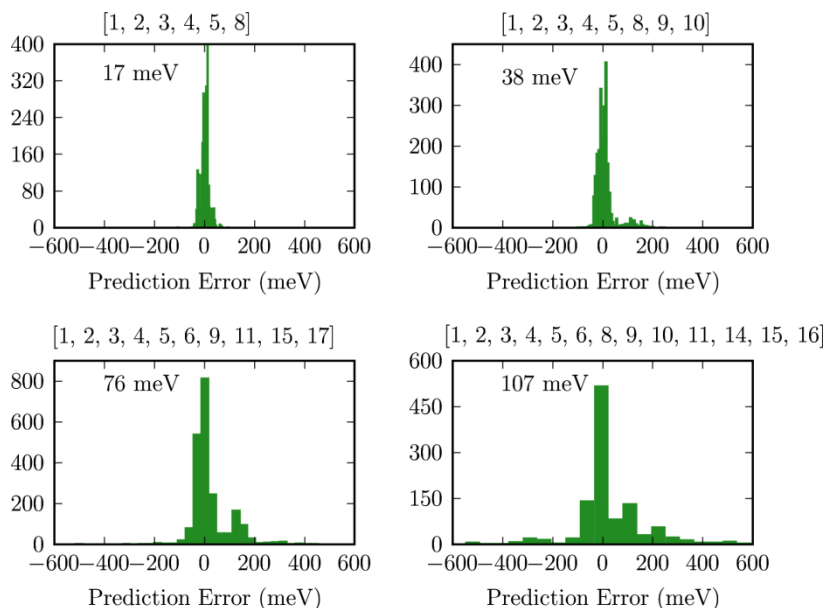 [1, 2, 3, 4, 5, 8]
400
320
240
160
80
0
17 meV
−600 −400 −200 0 200 400 600
Prediction Error (meV)
[1, 2, 3, 4, 5, 8, 9, 10]
400
300
200
100
0
38 meV
−600 −400 −200 0 200 400 600
Prediction Error (meV)
[1, 2, 3, 4, 5, 6, 9, 11, 15, 17]
800
600
400
200
0
76 meV
−600 −400 −200 0 200 400 600
Prediction Error (meV)
[1, 2, 3, 4, 5, 6, 8, 9, 10, 11, 14, 15, 16]
600
450
300
150
0
107 meV
−600 −400 −200 0 200 400 600
Prediction Error (meV)